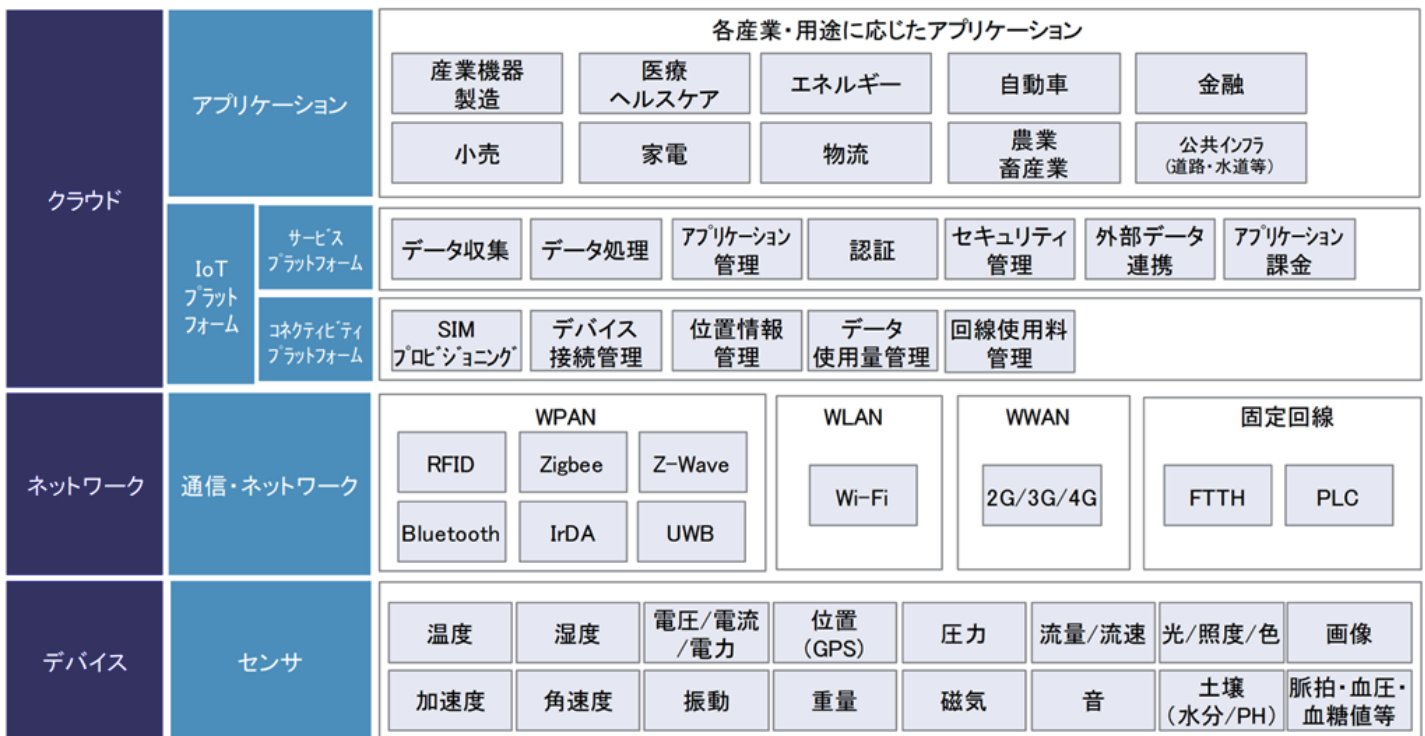 クラウド
アプリケーション
各産業・用途に応じたアプリケーション
産業機器
製造
医療
ヘルスケア
エネルギー
自動車
金融
小売
家電
物流
農業
畜産業
公共インフラ
(道路・水道等)
IoT
プラット
フォーム
サービス
プラットフォーム
データ収集
データ処理
アプリケーション
管理
認証
セキュリティ
管理
外部データ
連携
アプリケーション
課金
コネクティビティ
プラットフォーム
SIM
プロビジョニング
デバイス
接続管理
位置情報
管理
データ
使用量管理
回線使用料
管理
ネットワーク
通信・ネットワーク
WPAN
RFID
Zigbee
Z-Wave
Bluetooth
IrDA
UWB
WLAN
Wi-Fi
WWAN
2G/3G/4G
固定回線
FTTH
PLC
デバイス
センサ
温度
湿度
電圧/電流
/電力
位置
(GPS)
圧力
流量/流速
光/照度/色
画像
加速度
角速度
振動
重量
磁気
音
土壌
(水分/PH)
脈拍・血圧・
血糖値等